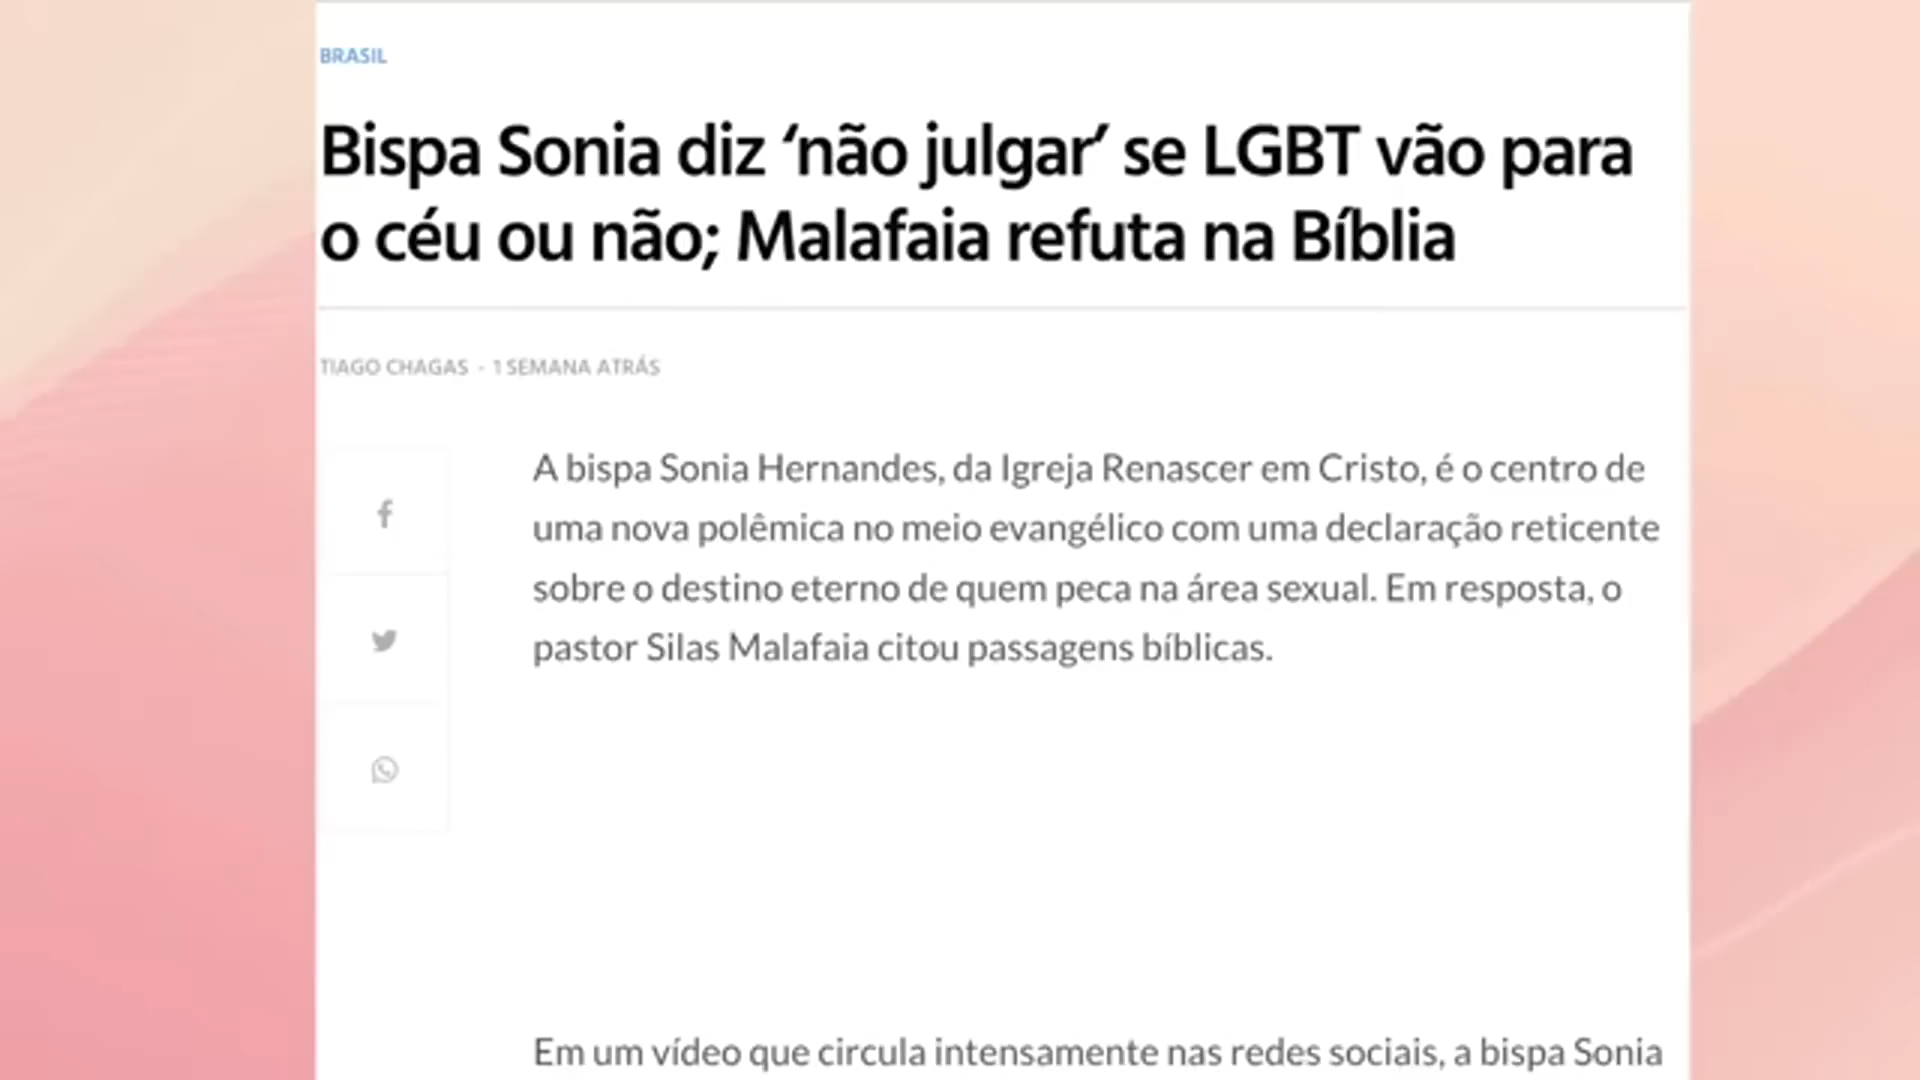 BRASIL
Bispa Sonia diz ‘não julgar’ se LGBT vão para
o céu ou não; Malafaia refuta na Bíblia
TIAGO CHAGAS - 1 SEMANA ATRÁS
A bispa Sonia Hernandes, da Igreja Renascer em Cristo, é o centro de
uma nova polêmica no meio evangélico com uma declaração reticente
sobre o destino eterno de quem peca na área sexual. Em resposta, o
pastor Silas Malafaia citou passagens bíblicas.
Em um vídeo que circula intensamente nas redes sociais, a bispa Sonia